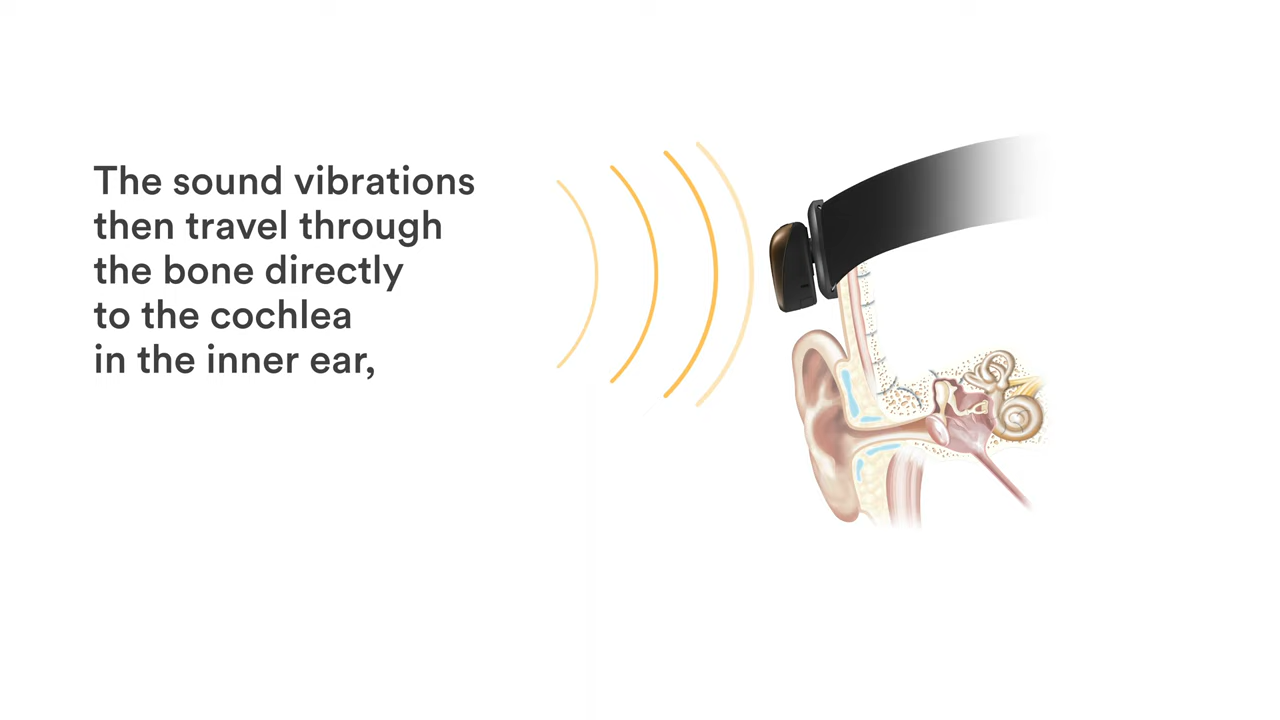 The sound vibrations
then travel through
the bone directly
to the cochlea
in the inner ear,